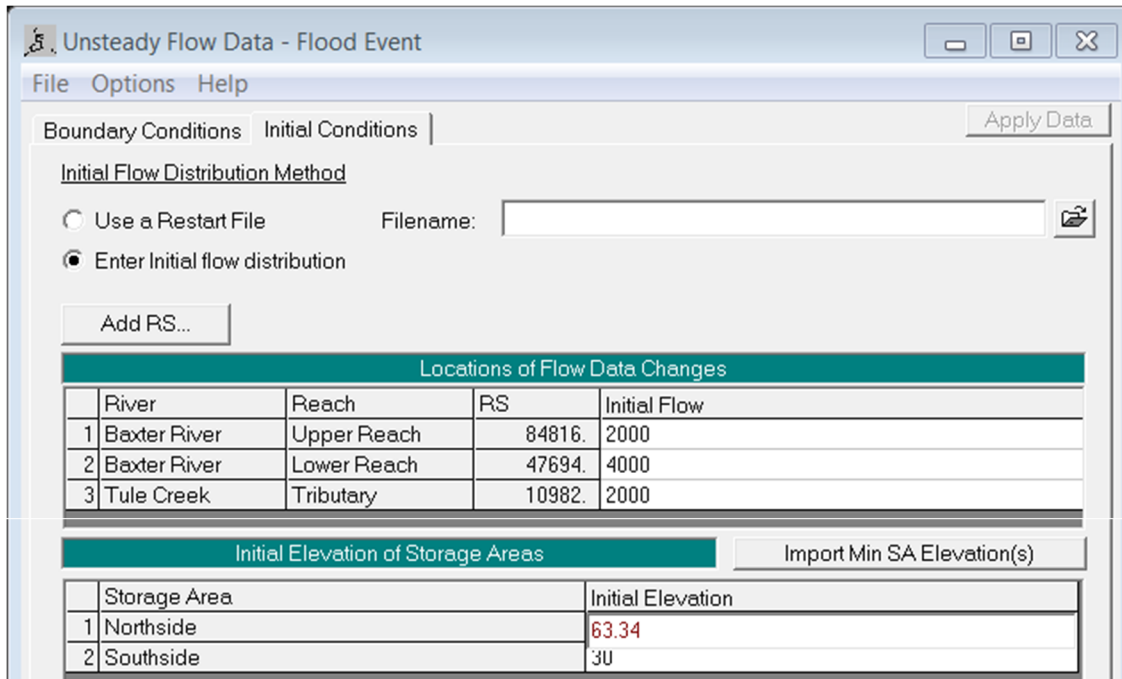 Unsteady Flow Data - Flood Event
File Options Help
Boundary Conditions Initial Conditions Apply Data
Initial Flow Distribution Method
Use a Restart File Filename:
Enter Initial flow distribution
Add RS...
Locations of Flow Data Changes
River Reach RS Initial Flow
1 Baxter River Upper Reach 84816. 2000
2 Baxter River Lower Reach 47694. 4000
3 Tule Creek Tributary 10982. 2000
Initial Elevation of Storage Areas Import Min SA Elevation(s)
Storage Area Initial Elevation
1 Northside 63.34
2 Southside 30